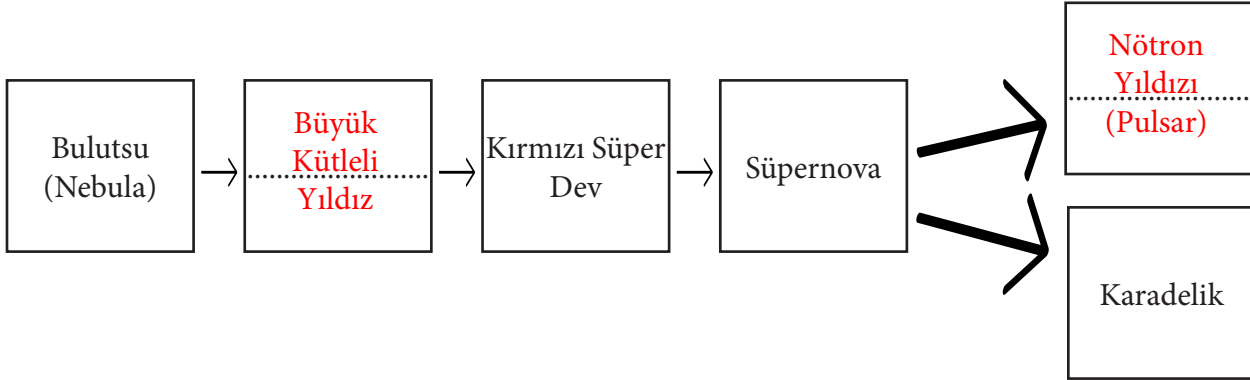 Bulutsu
(Nebula)
Büyük
Kütleli
Yıldız
Kırmızı Süper
Dev
Süpernova
Nötron
Yıldızı
(Pulsar)
Karadelik